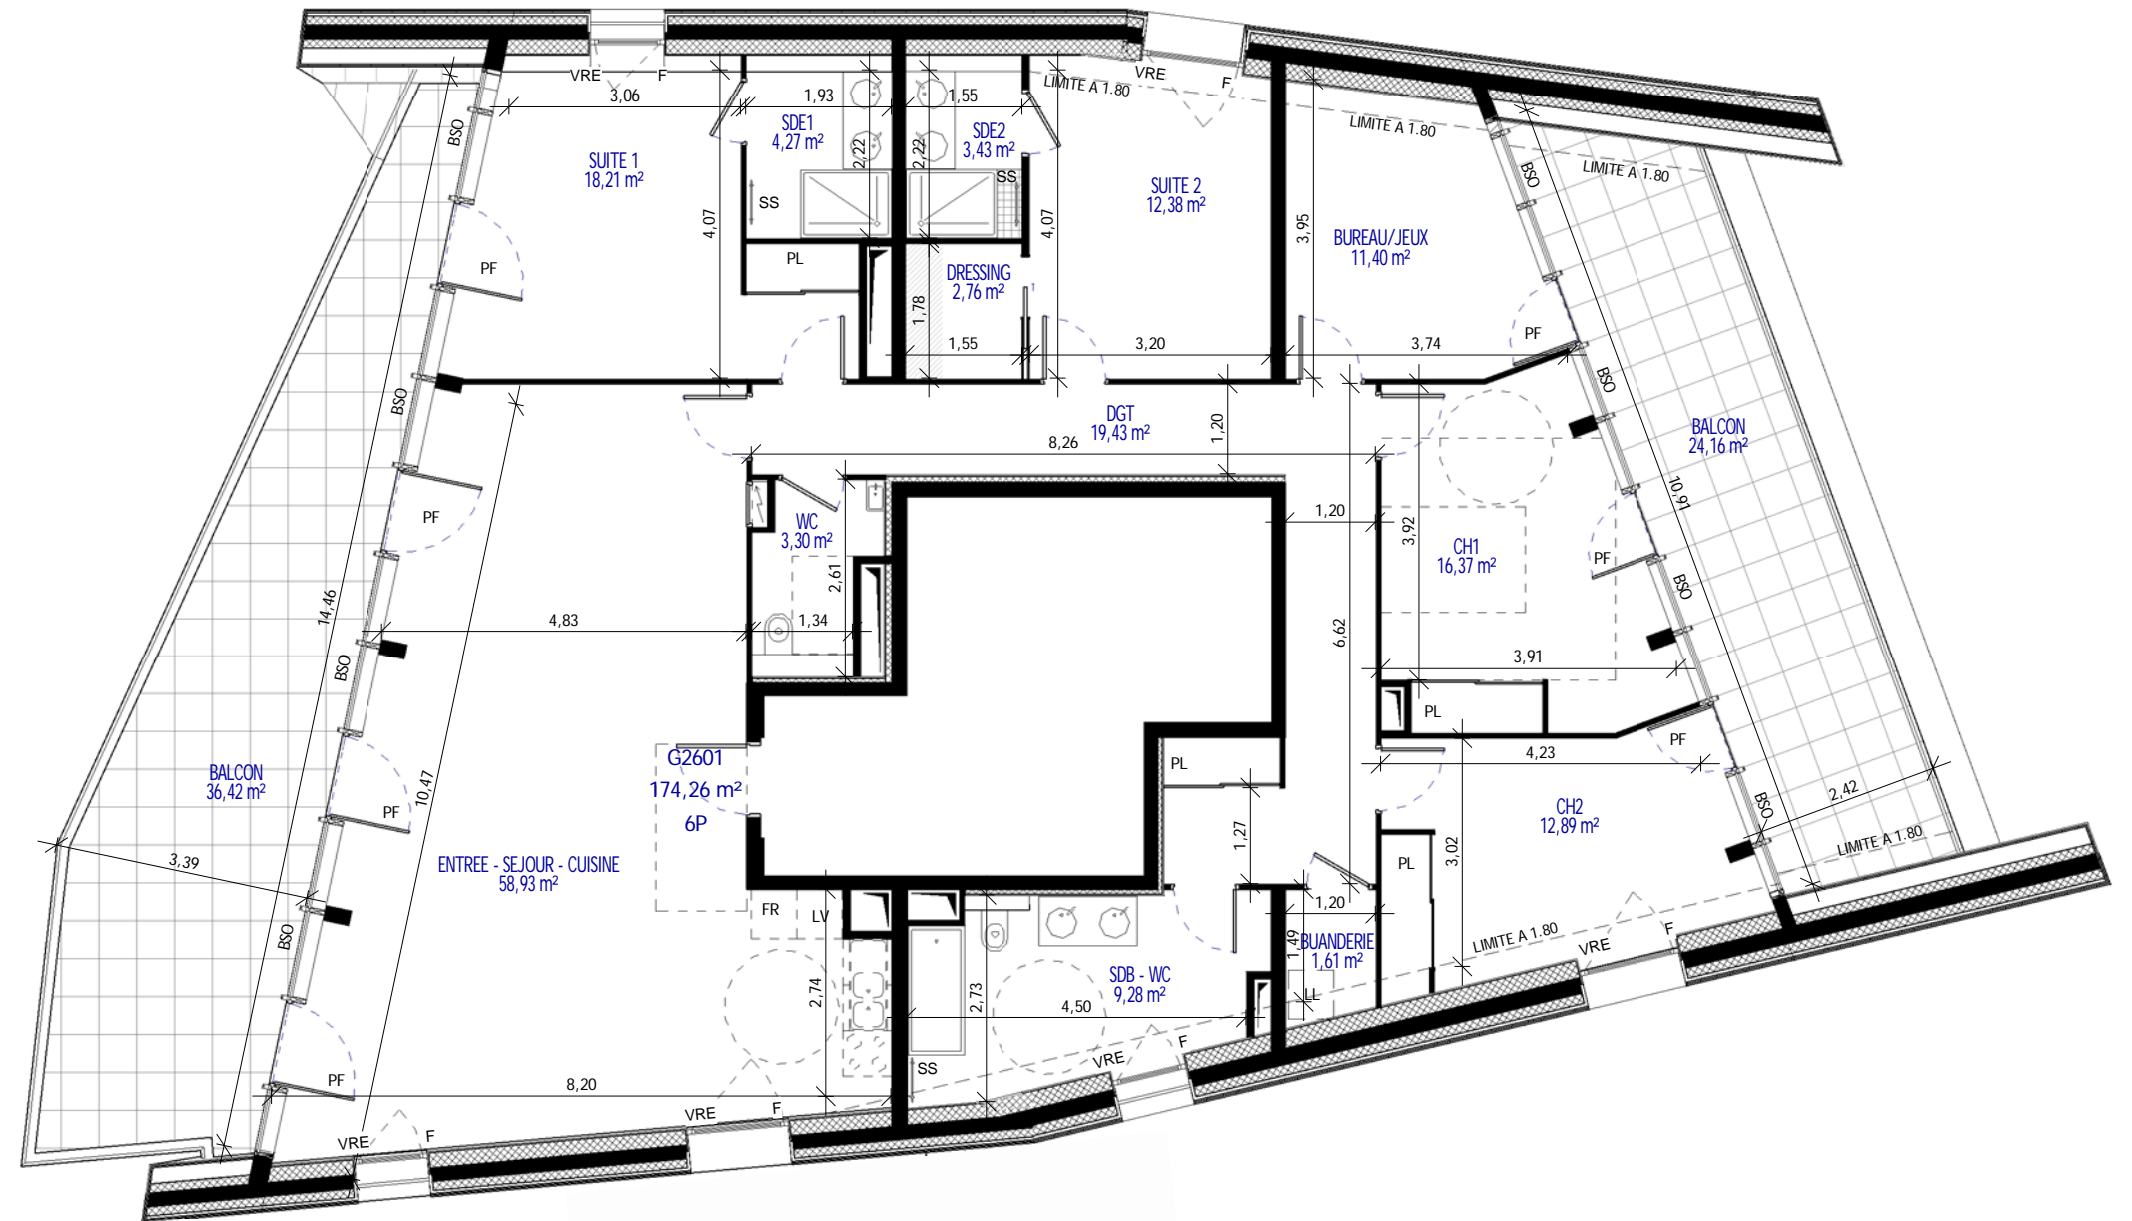 VRE
F
3,06
BSO
SUITE 1
18,21 m²
SDE1
4,27 m²
1,93
2,22
SS
4,07
PL
PF
1,55
2,22
SDE2
3,43 m²
SS
LIMITE A 1.80
VRE
F
4,07
SUITE 2
12,38 m²
DRESSING
2,76 m²
1,78
1,55
3,20
3,95
LIMITE A 1.80
BUREAU/JEUX
11,40 m²
3,74
PF
BSO
LIMITE A 1.80
BSO
BALCON
24,16 m²
10,91
BSO
PF
DGT
19,43 m²
8,26
1,20
1,20
WC
3,30 m²
2,61
1,34
4,83
14,46
BSO
BSO
10,47
6,62
3,92
CH1
16,37 m²
PF
BSO
3,91
PL
G2601
174,26 m²
6P
BALCON
36,42 m²
PF
3,39
ENTREE - SEJOUR - CUISINE
58,93 m²
BSO
PL
1,27
4,23
PF
CH2
12,89 m²
BSO
2,42
LIMITE A 1.80
PL
3,02
FR
LV
2,74
8,20
PF
VRE
F
VRE
F
2,73
SS
4,50
SDB - WC
9,28 m²
VRE
F
1,20
1,49
BUANDERIE
1,61 m²
LL
LIMITE A 1.80
VRE
F